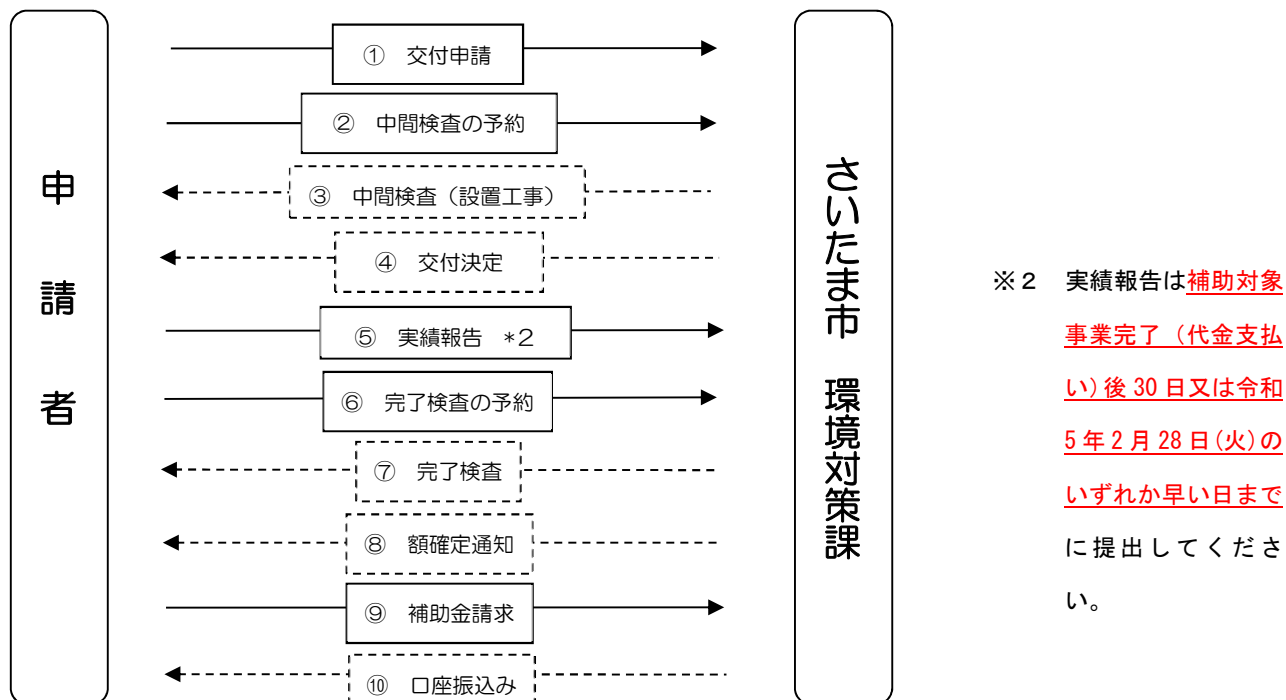 申請者
① 交付申請
② 中間検査の予約
③ 中間検査（設置工事）
④ 交付決定
⑤ 実績報告 *2
⑥ 完了検査の予約
⑦ 完了検査
⑧ 額確定通知
⑨ 補助金請求
⑩ 口座振込み
さいたま市 環境対策課
※2 実績報告は補助対象
事業完了（代金支払
い）後 30 日又は令和
5 年 2 月 28 日（火）の
いずれか早い日まで
に提出してくださ
い。